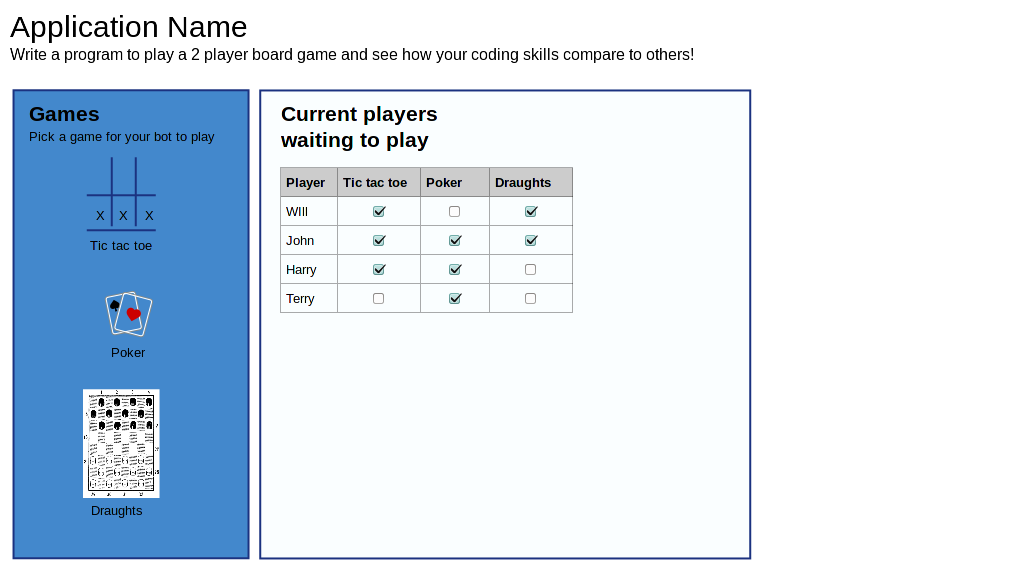 Application Name
Write a program to play a 2 player board game and see how your coding skills compare to others!
Games
Pick a game for your bot to play
X X X
Tic tac toe
Poker
Draughts
Current players
waiting to play
Player Tic tac toe Poker Draughts
WIll
John
Harry
Terry